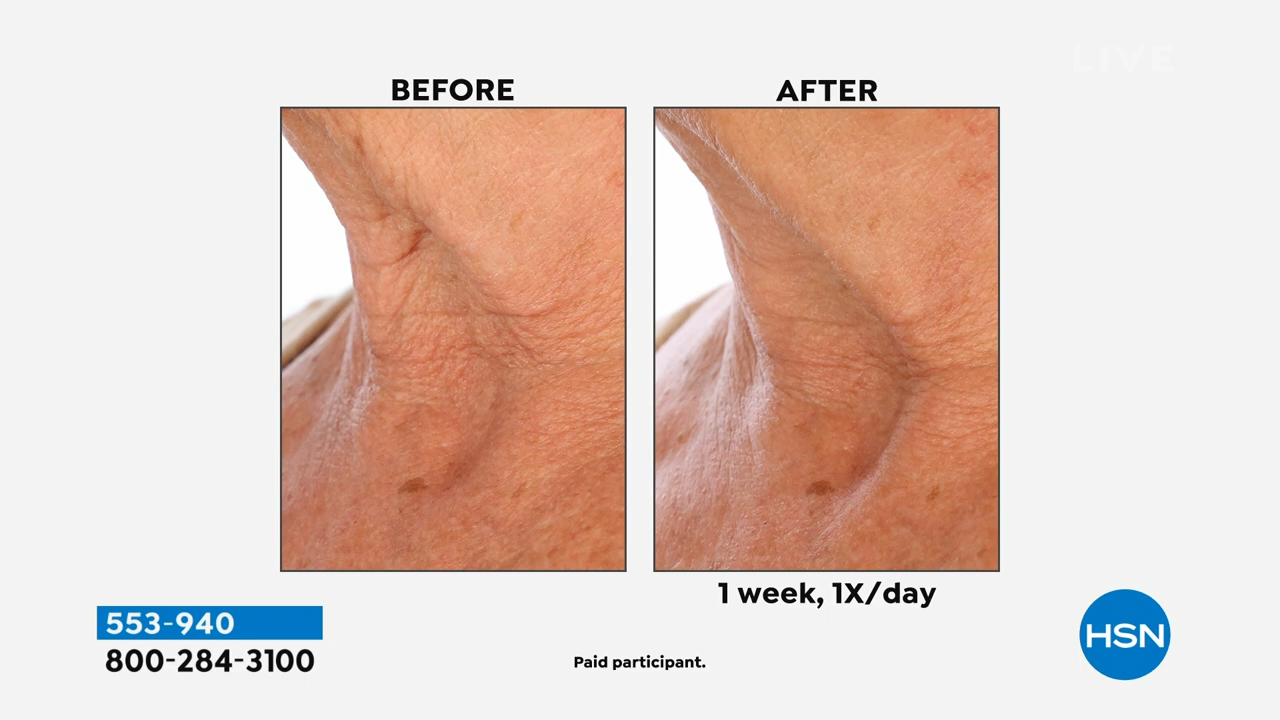 LIVE
BEFORE
AFTER
1 week, 1X/day
553-940
800-284-3100
Paid participant.
HSN